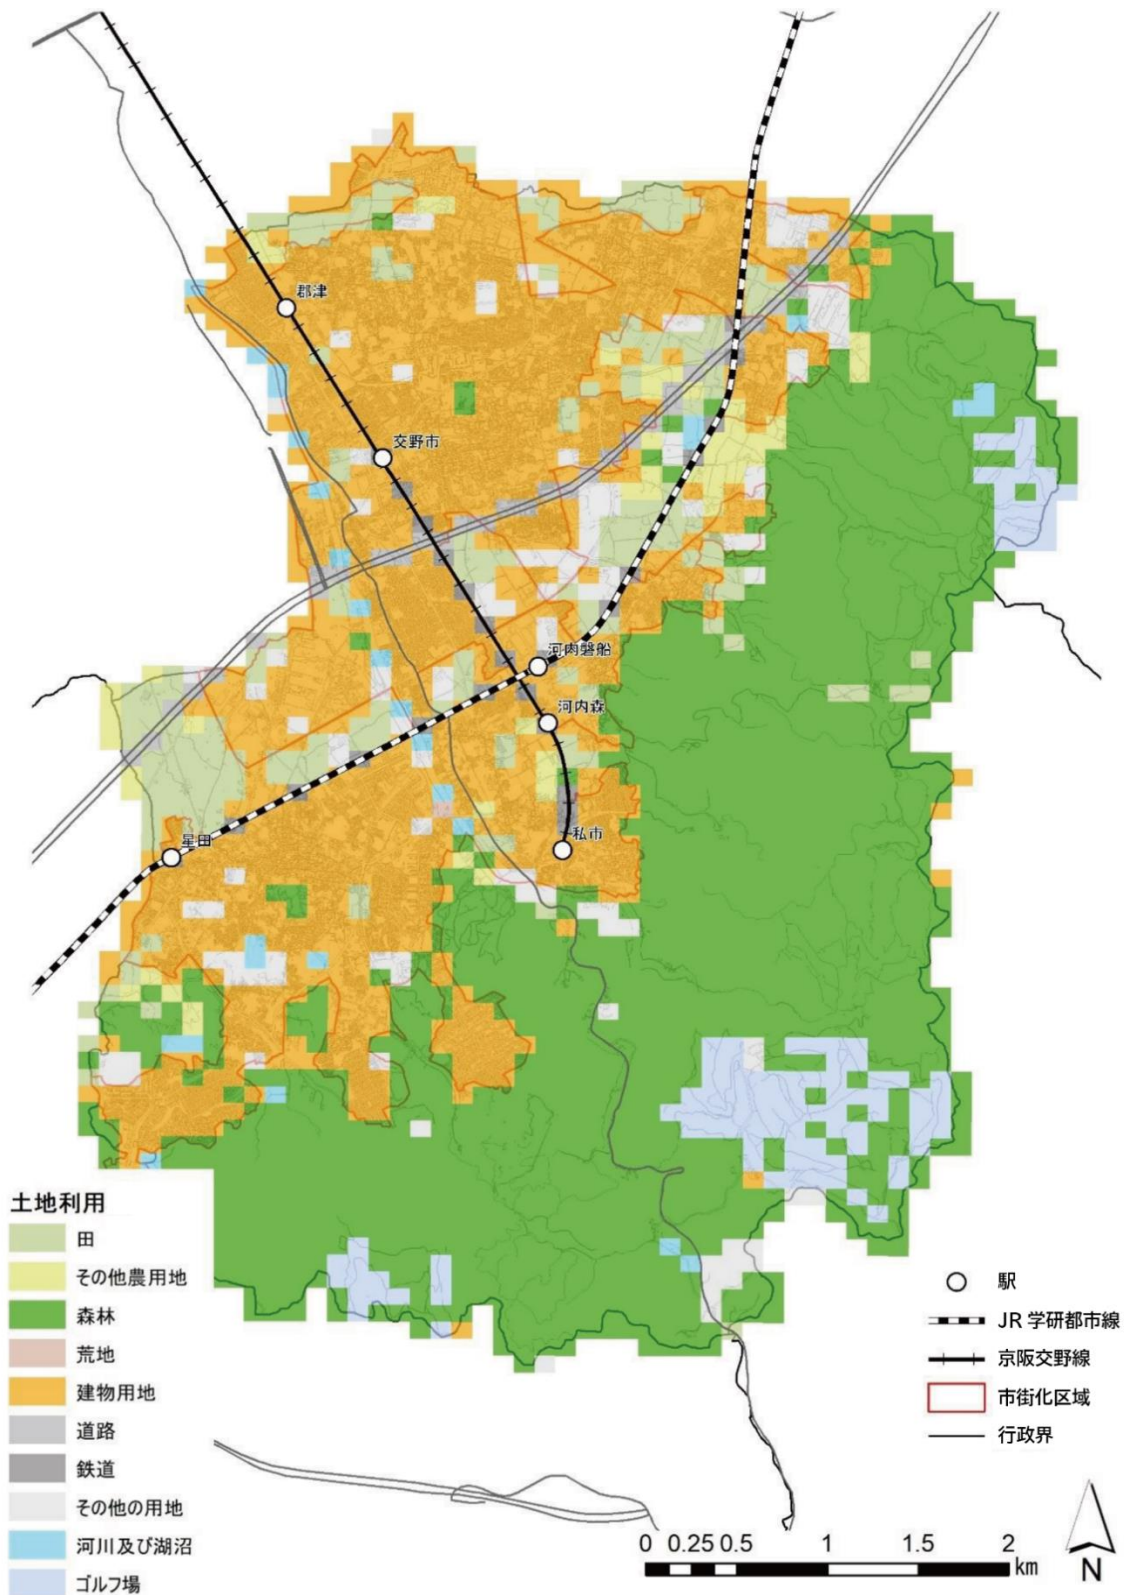 郡津
交野市
河内磐船
河内森
私市
星田
土地利用
田
その他農用地
森林
荒地
建物用地
道路
鉄道
その他の用地
河川及び湖沼
ゴルフ場
駅
JR 学研都市線
京阪交野線
市街化区域
行政界
0 0.25 0.5 1 1.5 2
km
N